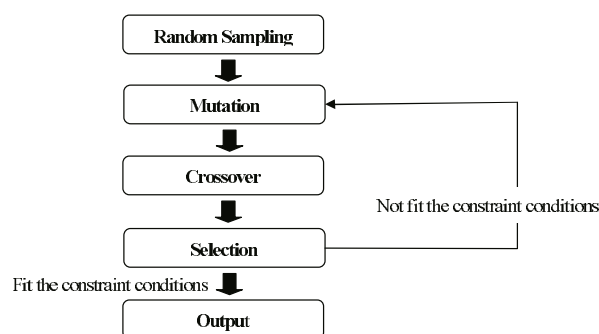 Random Sampling
Mutation
Crossover
Not fit the constraint conditions
Selection
Fit the constraint conditions
Output